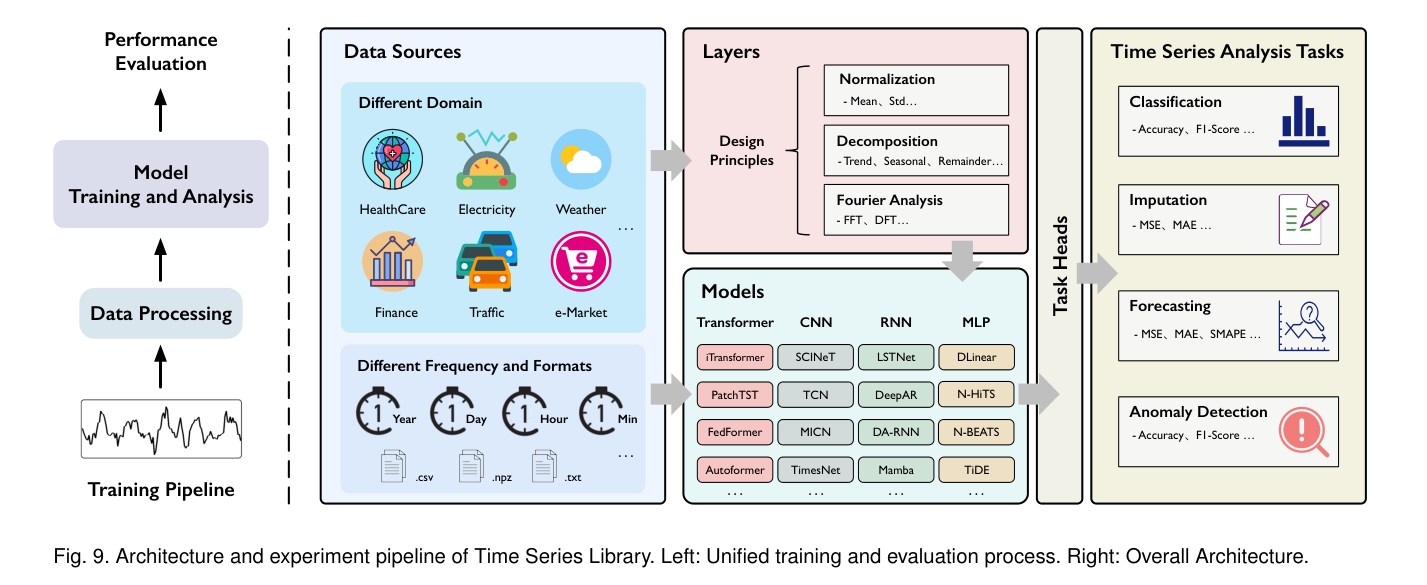 Performance
Evaluation
Model
Training and Analysis
Data Processing
Training Pipeline
Data Sources
Different Domain
HealthCare
Electricity
Weather
...
Finance
Traffic
e
e-Market
Different Frequency and Formats
1 Year
1 Day
1 Hour
1 Min
...
.csv
.npz
.txt
Layers
Design
Principles
Normalization
- Mean、Std...
Decomposition
- Trend、Seasonal、Remainder...
Fourier Analysis
- FFT、DFT...
Models
Transformer CNN RNN MLP
iTransformer SCINeT LSTNet DLinear
PatchTST TCN DeepAR N-HiTS
FedFormer MICN DA-RNN N-BEATS
Autoformer TimesNet Mamba TiDE
... ... ... ...
Task Heads
Time Series Analysis Tasks
Classification
- Accuracy、F1-Score ...
Imputation
- MSE、MAE ...
Forecasting
- MSE、MAE、SMAPE ...
Anomaly Detection
- Accuracy、F1-Score ...
Fig. 9. Architecture and experiment pipeline of Time Series Library. Left: Unified training and evaluation process. Right: Overall Architecture.